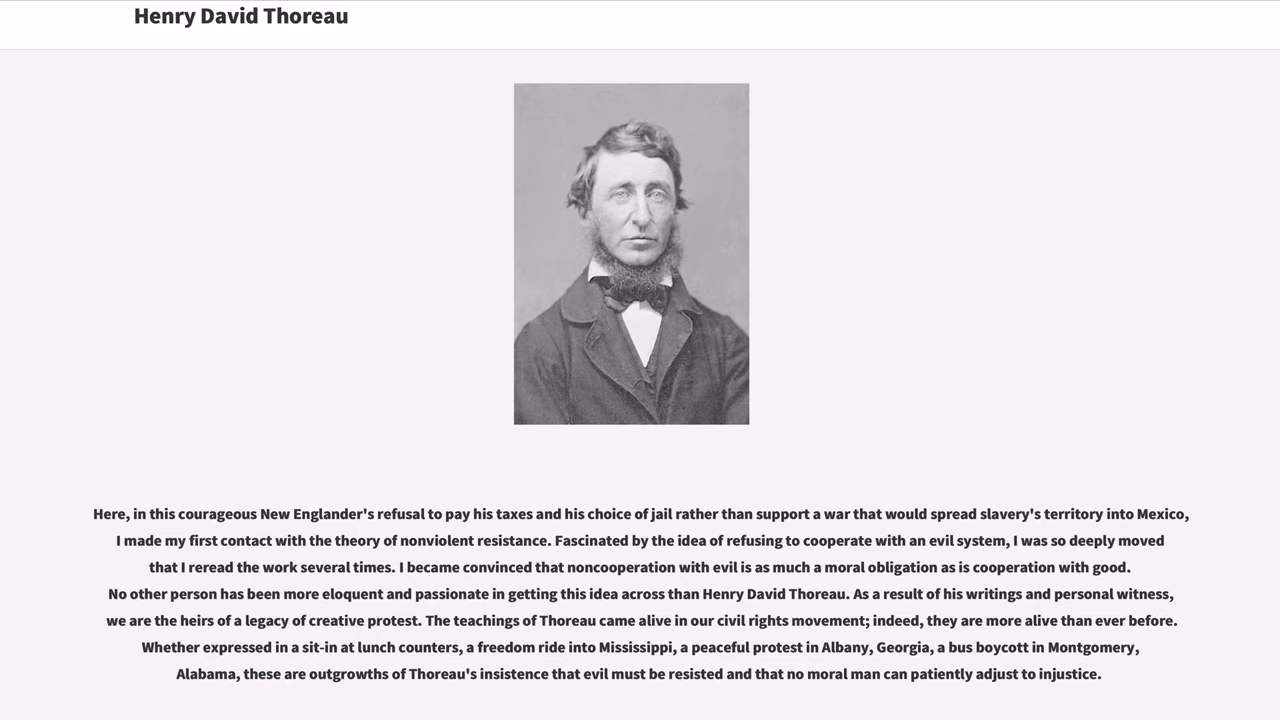 Henry David Thoreau
Here, in this courageous New Englander's refusal to pay his taxes and his choice of jail rather than support a war that would spread slavery's territory into Mexico,
I made my first contact with the theory of nonviolent resistance. Fascinated by the idea of refusing to cooperate with an evil system, I was so deeply moved
that I reread the work several times. I became convinced that noncooperation with evil is as much a moral obligation as is cooperation with good.
No other person has been more eloquent and passionate in getting this idea across than Henry David Thoreau. As a result of his writings and personal witness,
we are the heirs of a legacy of creative protest. The teachings of Thoreau came alive in our civil rights movement; indeed, they are more alive than ever before.
Whether expressed in a sit-in at lunch counters, a freedom ride into Mississippi, a peaceful protest in Albany, Georgia, a bus boycott in Montgomery,
Alabama, these are outgrowths of Thoreau's insistence that evil must be resisted and that no moral man can patiently adjust to injustice.